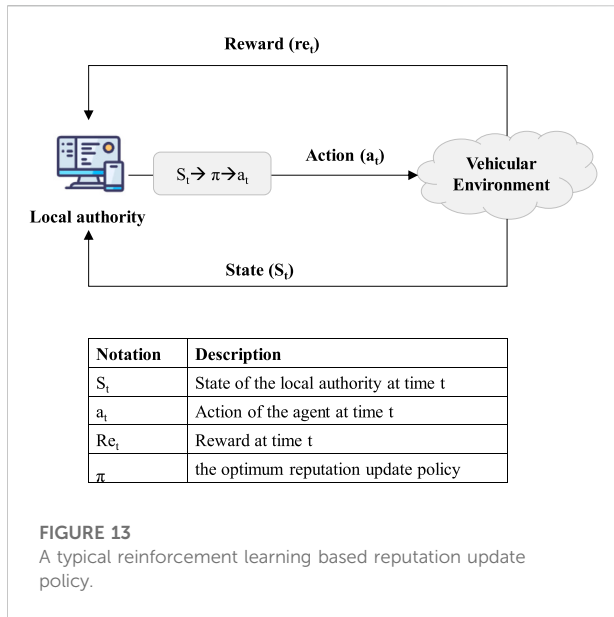 Reward (re_t)
S_t→ π→a_t
Action (a_t)
Vehicular
Environment
Local authority
State (S_t)
Notation Description
S_t State of the local authority at time t
a_t Action of the agent at time t
Re_t Reward at time t
π the optimum reputation update policy
FIGURE 13
A typical reinforcement learning based reputation update
policy.